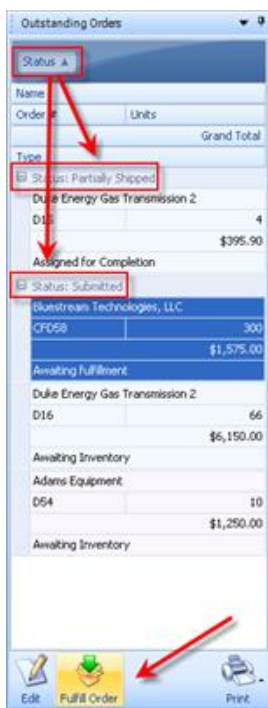 Outstanding Orders
Status
Name
Order #
Units
Grand Total
Type
Status: Partially Shipped
Duke Energy Gas Transmission 2
4
$395.90
Assigned for Completion
Status: Submitted
Bluestream Technologies, LLC
CFD58
300
$1,575.00
Awaiting Fulfillment
Duke Energy Gas Transmission 2
D16
66
$6,150.00
Awaiting Inventory
Adams Equipment
D54
10
$1,250.00
Awaiting Inventory
Edit
Fulfill Order
Print